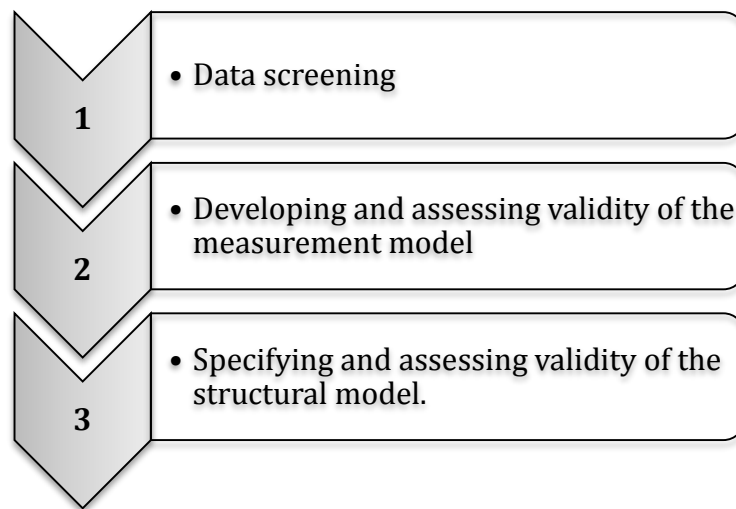 1
• Data screening
2
• Developing and assessing validity of the
measurement model
3
• Specifying and assessing validity of the
structural model.